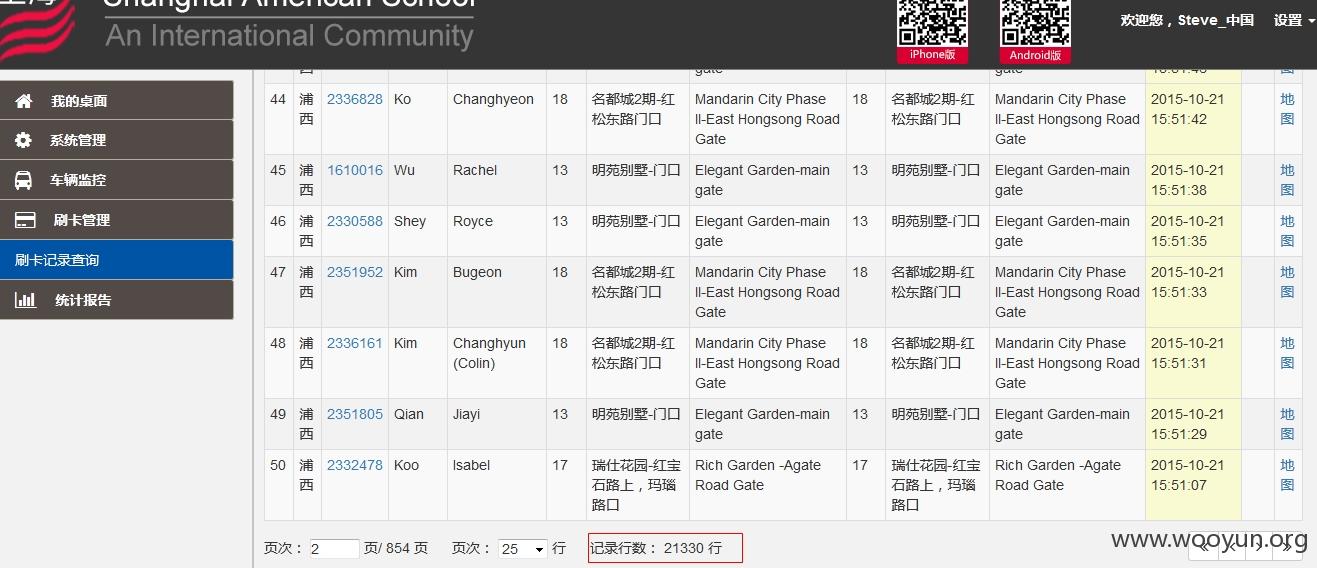 上海
Shanghai American School
An International Community
iPhone版
Android版
欢迎您，Steve_中国 设置
我的桌面
系统管理
车辆监控
刷卡管理
刷卡记录查询
统计报告
44 浦西 2336828 Ko Changhyeon 18 名都城2期-红松东路门口 Mandarin City Phase II-East Hongsong Road Gate 18 名都城2期-红松东路门口 Mandarin City Phase II-East Hongsong Road Gate 2015-10-21 15:51:42 地图
45 浦西 1610016 Wu Rachel 13 明苑别墅-门口 Elegant Garden-main gate 13 明苑别墅-门口 Elegant Garden-main gate 2015-10-21 15:51:38 地图
46 浦西 2330588 Shey Royce 13 明苑别墅-门口 Elegant Garden-main gate 13 明苑别墅-门口 Elegant Garden-main gate 2015-10-21 15:51:35 地图
47 浦西 2351952 Kim Bugeon 18 名都城2期-红松东路门口 Mandarin City Phase II-East Hongsong Road Gate 18 名都城2期-红松东路门口 Mandarin City Phase II-East Hongsong Road Gate 2015-10-21 15:51:33 地图
48 浦西 2336161 Kim Changhyun (Colin) 18 名都城2期-红松东路门口 Mandarin City Phase II-East Hongsong Road Gate 18 名都城2期-红松东路门口 Mandarin City Phase II-East Hongsong Road Gate 2015-10-21 15:51:31 地图
49 浦西 2351805 Qian Jiayi 13 明苑别墅-门口 Elegant Garden-main gate 13 明苑别墅-门口 Elegant Garden-main gate 2015-10-21 15:51:29 地图
50 浦西 2332478 Koo Isabel 17 瑞仕花园-红宝石路上，玛瑙路口 Rich Garden -Agate Road Gate 17 瑞仕花园-红宝石路上，玛瑙路口 Rich Garden -Agate Road Gate 2015-10-21 15:51:07 地图
页次： 2 页/ 854 页 页次： 25 行 记录行数： 21330 行
www.wooyun.org